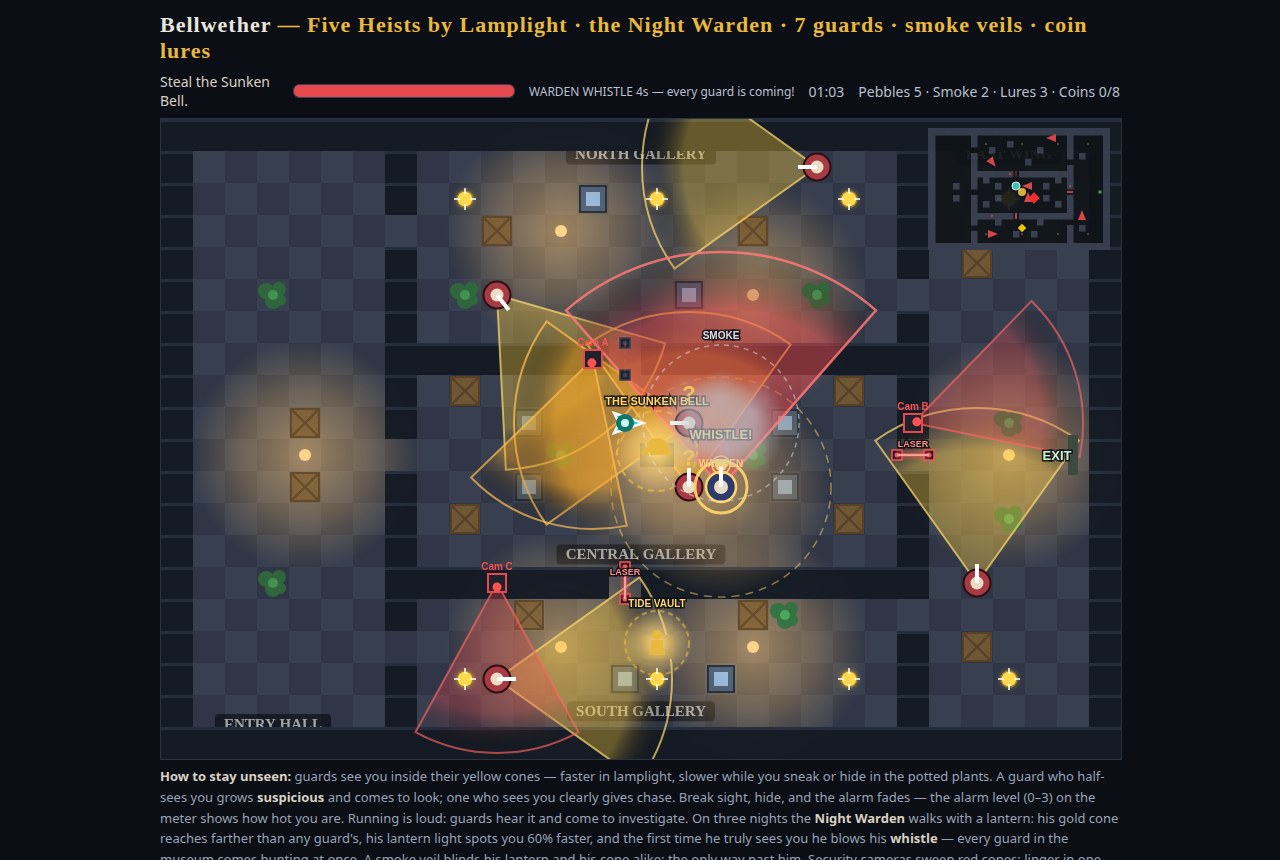 Bellwether — Five Heists by Lamplight · the Night Warden · 7 guards · smoke veils · coin
lures
Steal the Sunken
Bell.
WARDEN WHISTLE 4s — every guard is coming!
01:03
Pebbles 5 · Smoke 2 · Lures 3 · Coins 0/8
NORTH GALLERY
SMOKE
Cam A
?
THE SUNKEN BELL
WHISTLE!
?
WARDEN
Cam B
LASER
EXIT
CENTRAL GALLERY
Cam C
LASER
TIDE VAULT
SOUTH GALLERY
ENTRY HALL
How to stay unseen: guards see you inside their yellow cones — faster in lamplight, slower while you sneak or hide in the potted plants. A guard who half-
sees you grows suspicious and comes to look; one who sees you clearly gives chase. Break sight, hide, and the alarm fades — the alarm level (0–3) on the
meter shows how hot you are. Running is loud: guards hear it and come to investigate. On three nights the Night Warden walks with a lantern: his gold cone
reaches farther than any guard's, his lantern light spots you 60% faster, and the first time he truly sees you he blows his whistle — every guard in the
museum comes hunting at once. A smoke veil blinds his lantern and his cone alike: the only way past him. Security cameras sweep red cones; linger in one